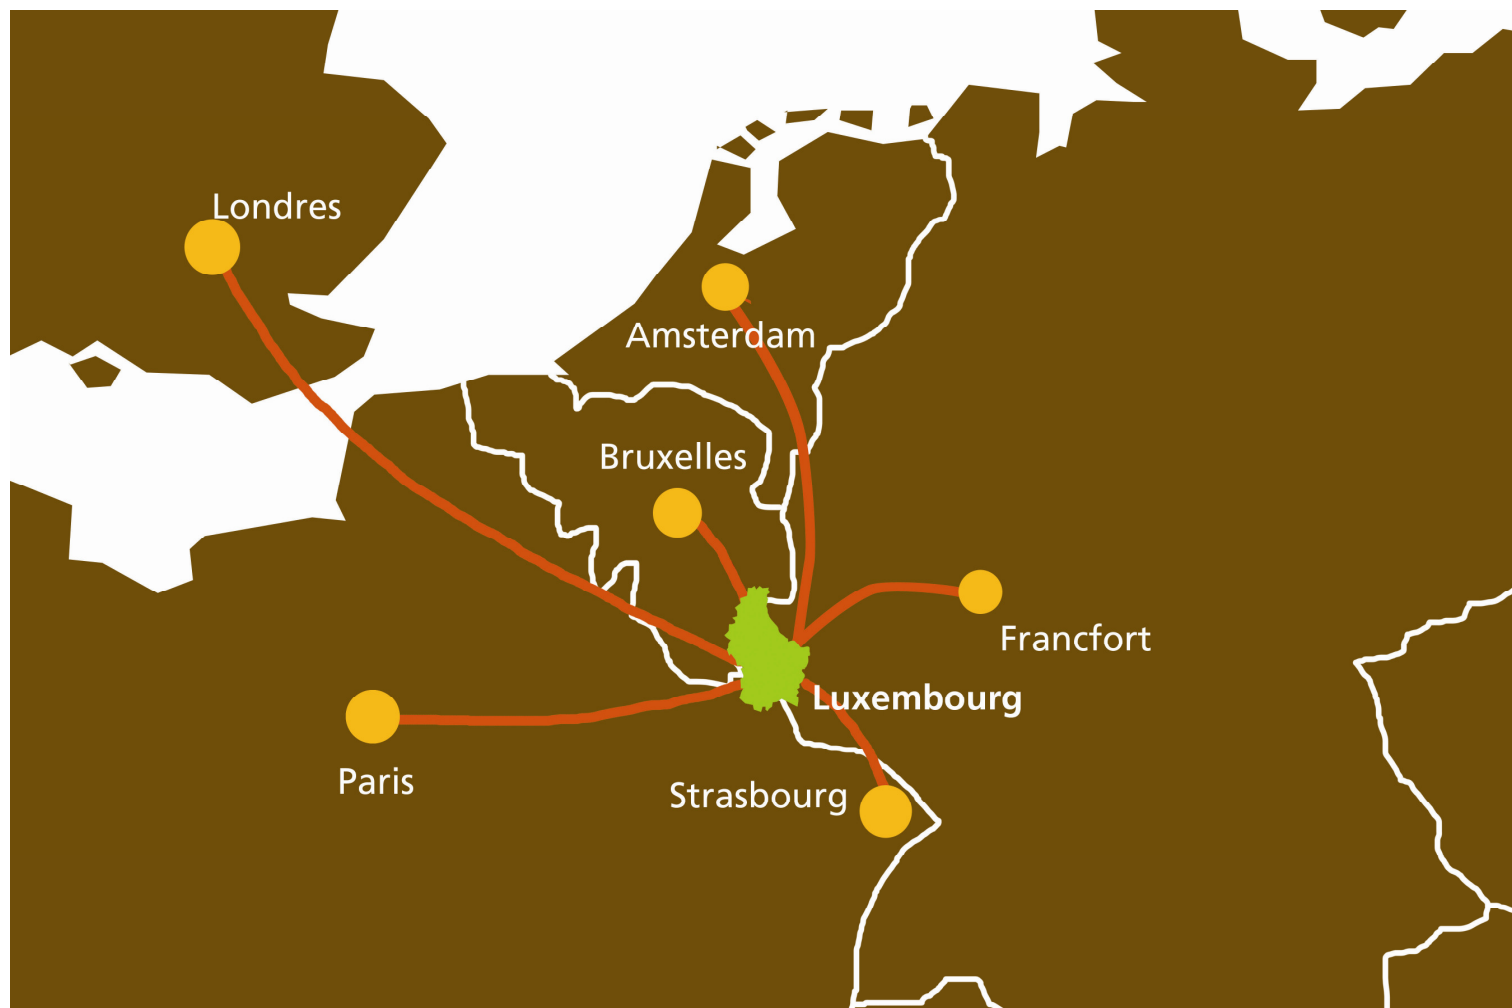 Londres
Amsterdam
Bruxelles
Francfort
Luxembourg
Paris
Strasbourg